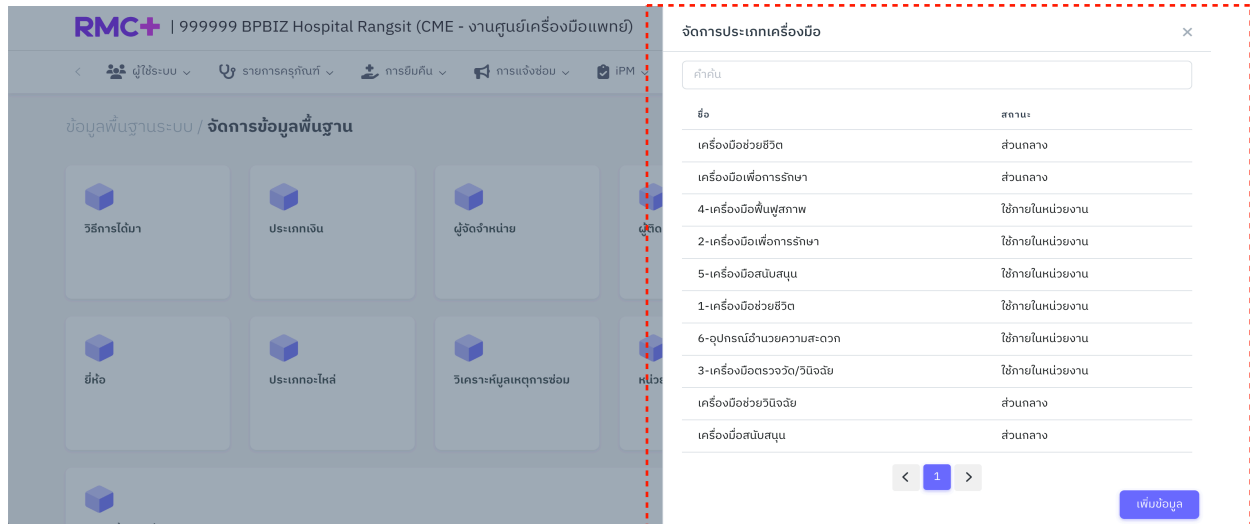 RMC+ | 999999 BPBIZ Hospital Rangsit (CME - งานศูนย์เครื่องมือแพทย์)
ผู้ใช้ระบบ รายการครุภัณฑ์ การยืมคืน การแจ้งซ่อม iPM
ข้อมูลพื้นฐานระบบ / จัดการข้อมูลพื้นฐาน
วิธีการได้มา ประเภทเงิน ผู้จัดจำหน่าย
ยี่ห้อ ประเภทอะไหล่ วิเคราะห์มูลเหตุการซ่อม
จัดการประเภทเครื่องมือ
คำค้น
ชื่อ สถานะ
เครื่องมือช่วยชีวิต ส่วนกลาง
เครื่องมือเพื่อการรักษา ส่วนกลาง
4-เครื่องมือฟื้นฟูสภาพ ใช้ภายในหน่วยงาน
2-เครื่องมือเพื่อการรักษา ใช้ภายในหน่วยงาน
5-เครื่องมือสนับสนุน ใช้ภายในหน่วยงาน
1-เครื่องมือช่วยชีวิต ใช้ภายในหน่วยงาน
6-อุปกรณ์อำนวยความสะดวก ใช้ภายในหน่วยงาน
3-เครื่องมือตรวจวัด/วินิจฉัย ใช้ภายในหน่วยงาน
เครื่องมือช่วยวินิจฉัย ส่วนกลาง
เครื่องมื่อสนับสนุน ส่วนกลาง
1
เพิ่มข้อมูล